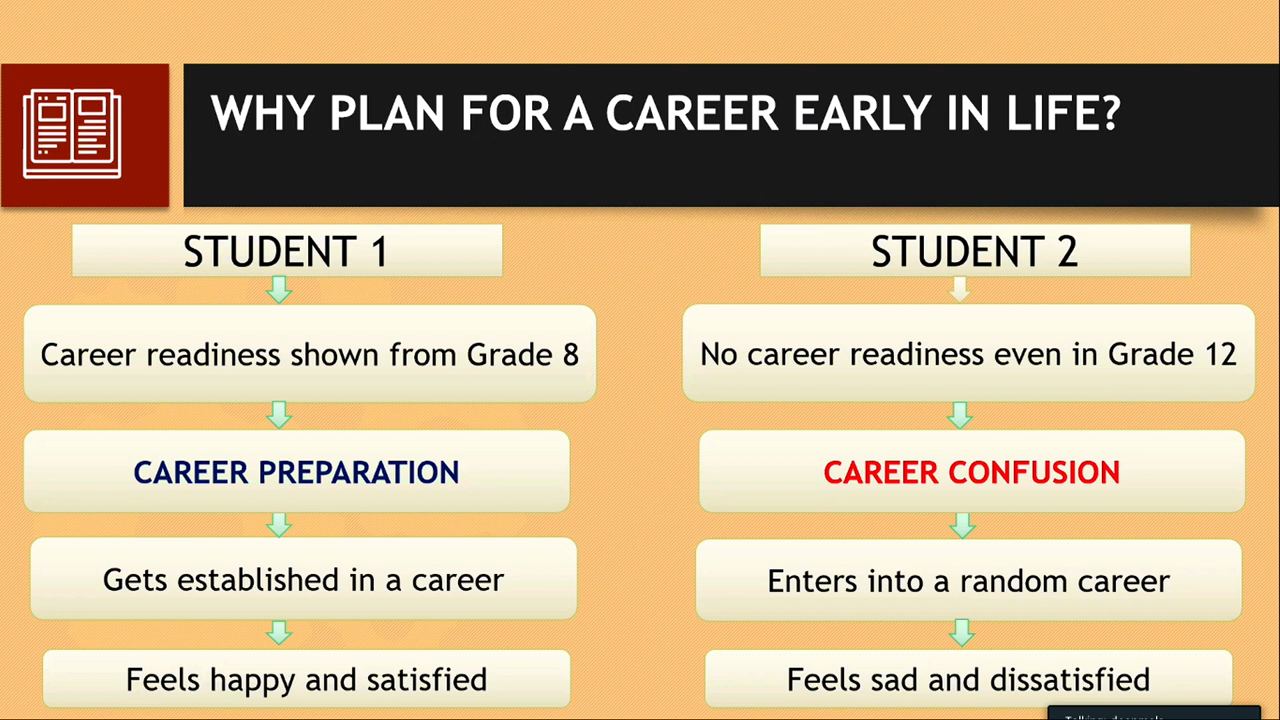 WHY PLAN FOR A CAREER EARLY IN LIFE?
STUDENT 1
Career readiness shown from Grade 8
CAREER PREPARATION
Gets established in a career
Feels happy and satisfied
STUDENT 2
No career readiness even in Grade 12
CAREER CONFUSION
Enters into a random career
Feels sad and dissatisfied